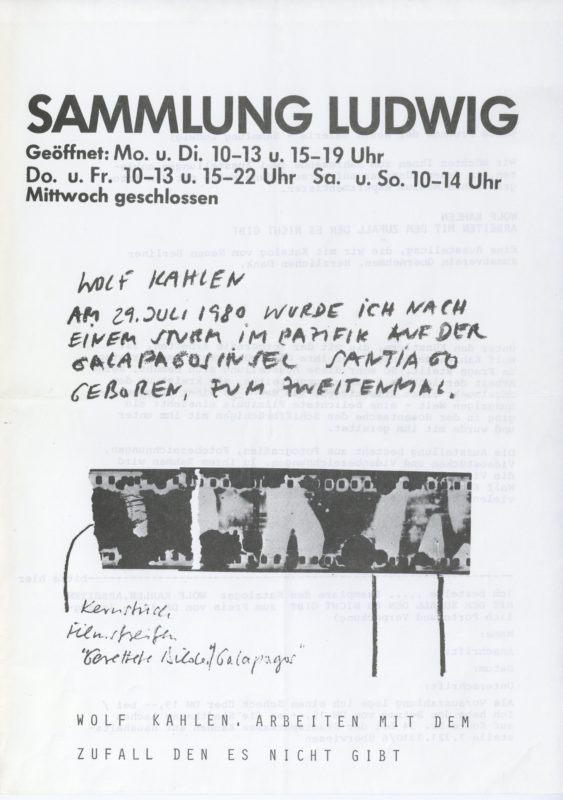 SAMMLUNG LUDWIG
Geöffnet: Mo. u. Di. 10–13 u. 15–19 Uhr
Do. u. Fr. 10–13 u. 15–22 Uhr Sa. u. So. 10–14 Uhr
Mittwoch geschlossen
WOLF KAHLEN
AM 29. JULI 1980 WURDE ICH NACH
EINEM STURM IM PAZIFIK AUF DER
GALAPAGOSINSEL SANTIAGO
GEBOREN, ZUM ZWEITENMAL.
Kernstück
Filmstreifen
"Gerettete Bilder/Galapagos"
WOLF KAHLEN: ARBEITEN MIT DEM
ZUFALL DEN ES NICHT GIBT